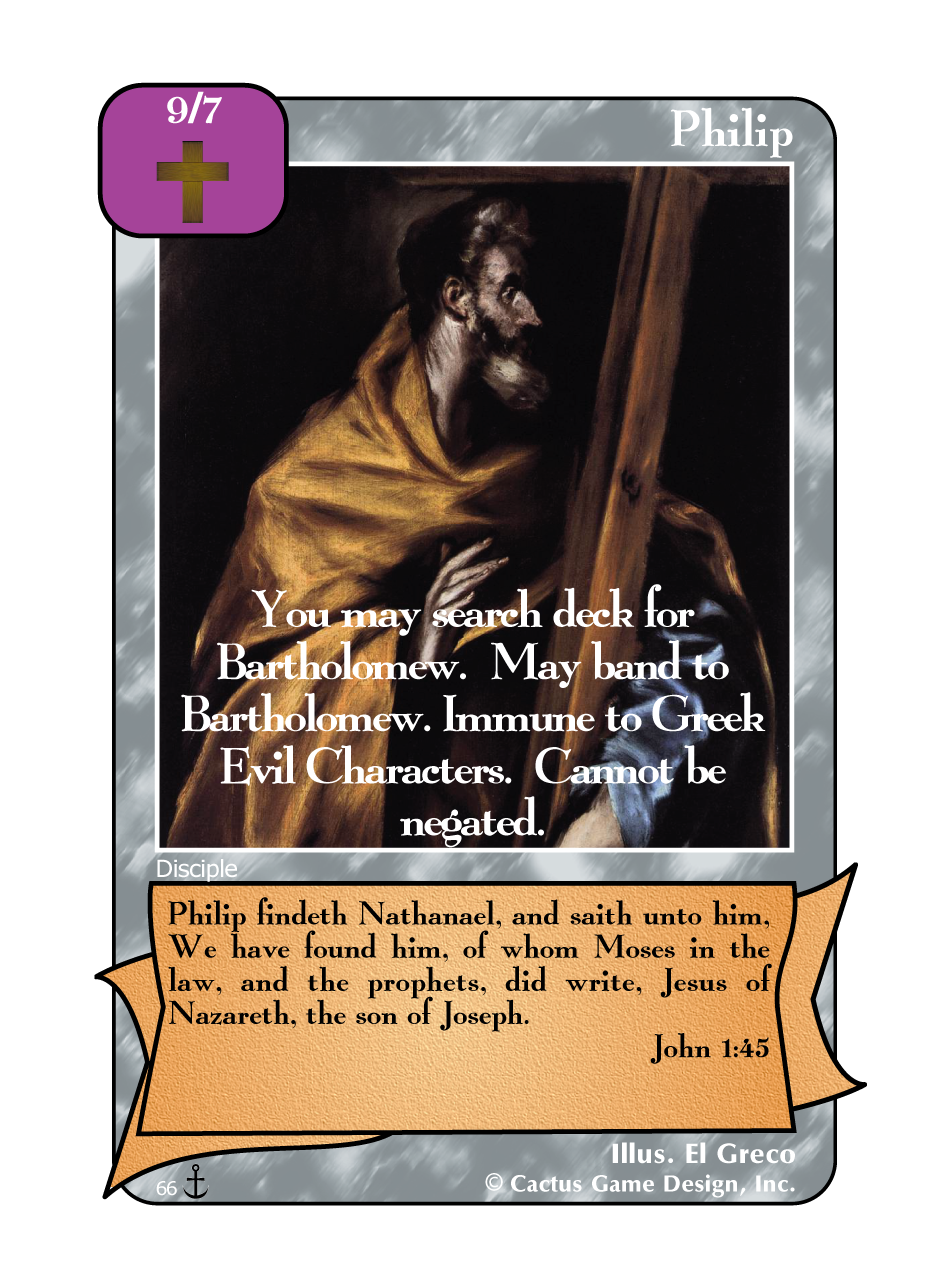 9/7
Philip
You may search deck for
Bartholomew. May band to
Bartholomew. Immune to Greek
Evil Characters. Cannot be
negated.
Disciple
Philip findeth Nathanael, and saith unto him,
We have found him, of whom Moses in the
law, and the prophets, did write, Jesus of
Nazareth, the son of Joseph.
John 1:45
Illus. El Greco
66
© Cactus Game Design, Inc.